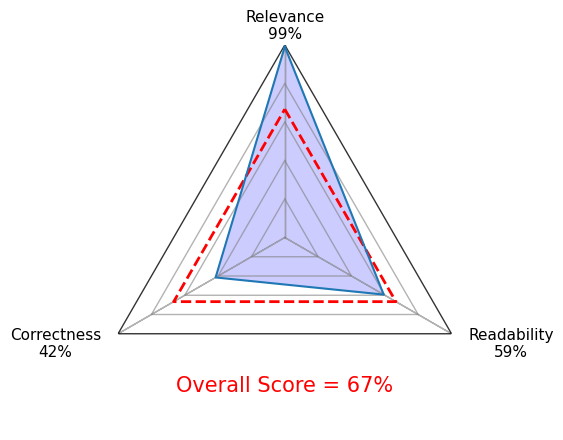 Relevance
99%
Correctness
42%
Readability
59%
Overall Score = 67%